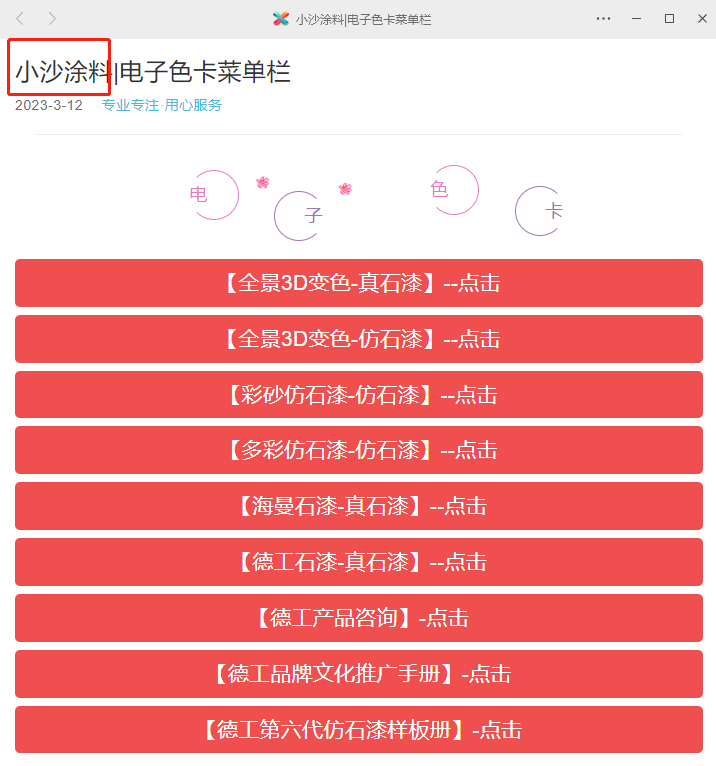 小沙涂料|电子色卡菜单栏
小沙涂料|电子色卡菜单栏
2023-3-12 专业专注·用心服务
电 子 色 卡
【全景3D变色-真石漆】--点击
【全景3D变色-仿石漆】--点击
【彩砂仿石漆-仿石漆】--点击
【多彩仿石漆-仿石漆】--点击
【海曼石漆-真石漆】--点击
【德工石漆-真石漆】--点击
【德工产品咨询】-点击
【德工品牌文化推广手册】-点击
【德工第六代仿石漆样板册】-点击